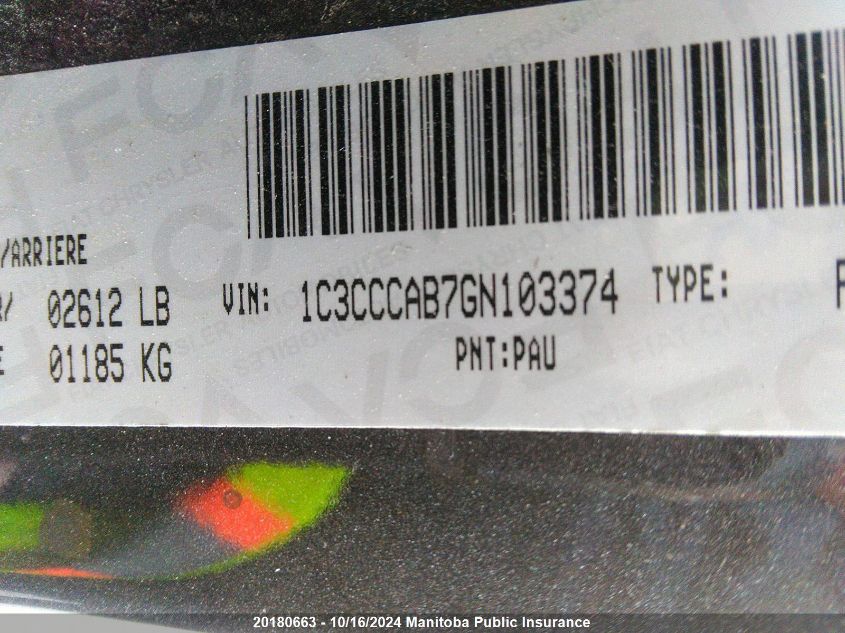 /ARRIERE
R/ 02612 LB VIN: 1C3CCCAB7GN103374 TYPE: P
E 01185 KG PNT:PAU
20180663 - 10/16/2024 Manitoba Public Insurance